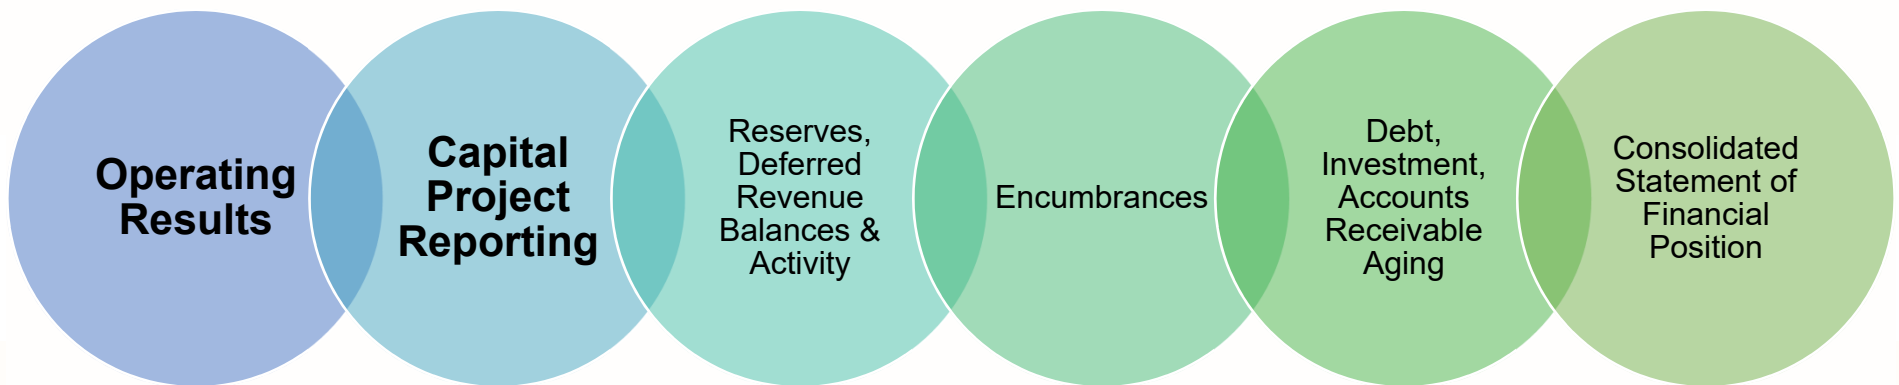 Operating
Results
Capital
Project
Reporting
Reserves,
Deferred
Revenue
Balances &
Activity
Encumbrances
Debt,
Investment,
Accounts
Receivable
Aging
Consolidated
Statement of
Financial
Position